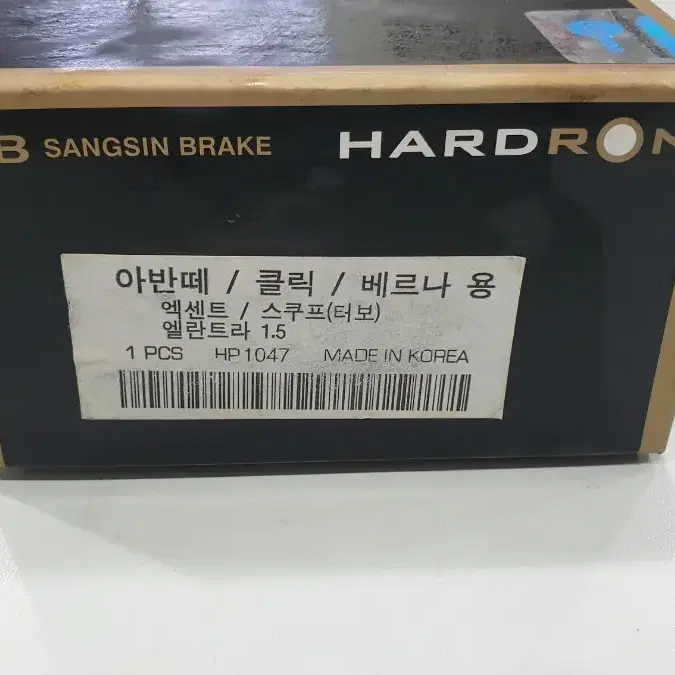 B SANGSIN BRAKE HARDRON
아반떼 / 클릭 / 베르나 용
엑센트 / 스쿠프(터보)
엘란트라 1.5
1 PCS HP1047 MADE IN KOREA